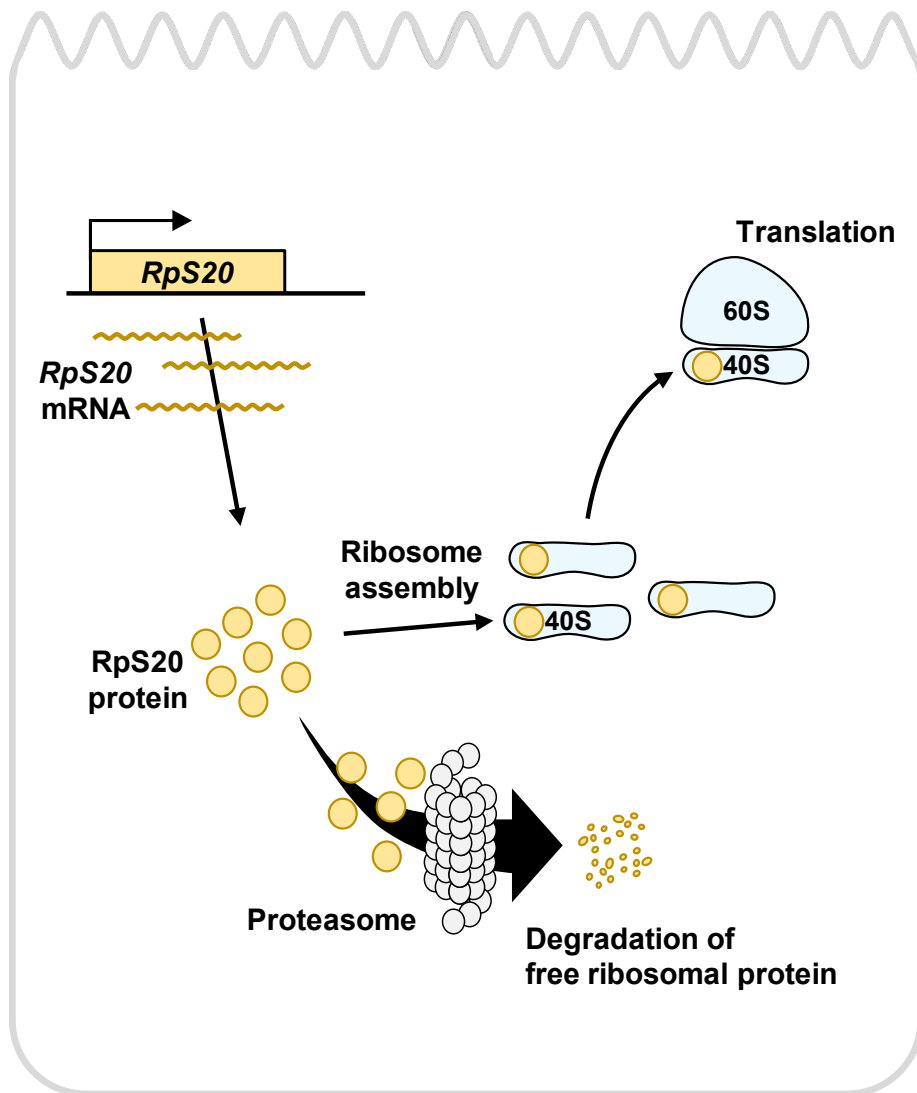 RpS20
RpS20
mRNA
Translation
60S
40S
Ribosome
assembly
40S
RpS20
protein
Proteasome
Degradation of
free ribosomal protein